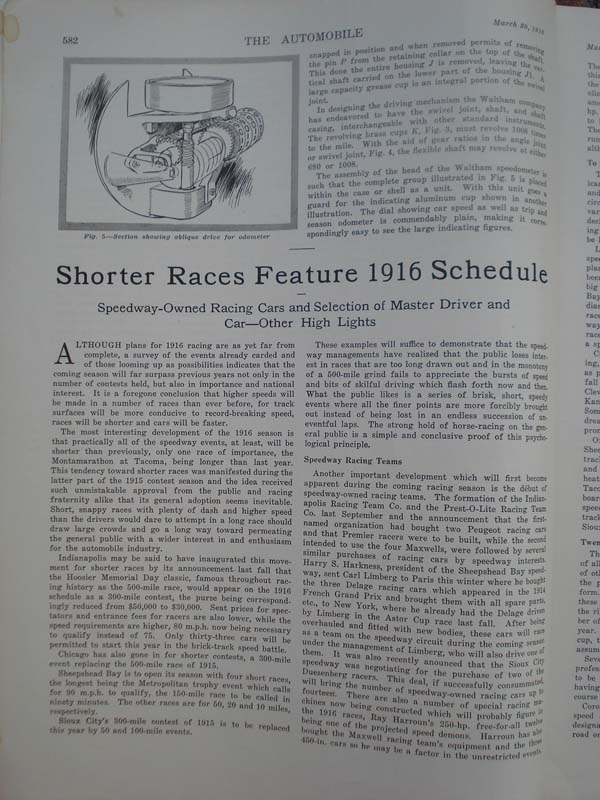 582
THE AUTOMOBILE
March 30, 1916
snapped in position and when removed permits of removing
the pin P from the retaining collar on the top of the shaft.
This done the entire housing J is removed, leaving the ver-
tical shaft carried on the lower part of the housing J1. A
large capacity grease cup is an integral portion of the swivel
joint.
In designing the driving mechanism the Waltham company
has endeavored to have the swivel joint, shaft, and shaft
casing, interchangeable with other standard instruments.
The revolving brass cups K, Fig. 3, must revolve 1008 times
to the mile. With the aid of gear ratios in the angle joint
or swivel joint, Fig. 4, the flexible shaft may revolve at either
680 or 1008.
The assembly of the head of the Waltham speedometer is
such that the complete group illustrated in Fig. 5 is placed
within the case or shell as a unit. With this unit goes a
guard for the indicating aluminum cup shown in another
illustration. The dial showing car speed as well as trip and
season odometer is commendably plain, making it corre-
spondingly easy to see the large indicating figures.
Fig. 5—Section showing oblique drive for odometer
Shorter Races Feature 1916 Schedule
Speedway-Owned Racing Cars and Selection of Master Driver and
Car—Other High Lights
ALTHOUGH plans for 1916 racing are as yet far from
complete, a survey of the events already carded and
of those looming up as possibilities indicates that the
coming season will far surpass previous years not only in the
number of contests held, but also in importance and national
interest. It is a foregone conclusion that higher speeds will
be made in a number of races than ever before, for track
surfaces will be more conducive to record-breaking speed,
races will be shorter and cars will be faster.
The most interesting development of the 1916 season is
that practically all of the speedway events, at least, will be
shorter than previously, only one race of importance, the
Montamarathon at Tacoma, being longer than last year.
This tendency toward shorter races was manifested during the
latter part of the 1915 contest season and the idea received
such unmistakable approval from the public and racing
fraternity alike that its general adoption seems inevitable.
Short, snappy races with plenty of dash and higher speed
than the drivers would dare to attempt in a long race should
draw large crowds and go a long way toward permeating
the general public with a wider interest in and enthusiasm
for the automobile industry.
Indianapolis may be said to have inaugurated this move-
ment for shorter races by its announcement last fall that
the Hoosier Memorial Day classic, famous throughout rac-
ing history as the 500-mile race, would appear on the 1916
schedule as a 300-mile contest, the purse being correspond-
ingly reduced from $50,000 to $30,000. Seat prices for spec-
tators and entrance fees for racers are also lower, while the
speed requirements are higher, 80 m.p.h. now being necessary
to qualify instead of 75. Only thirty-three cars will be
permitted to start this year in the brick-track speed battle.
Chicago has also gone in for shorter contests, a 300-mile
event replacing the 500-mile race of 1915.
Sheepshead Bay is to open its season with four short races,
the longest being the Metropolitan trophy event which calls
for 90 m.p.h. to qualify, the 150-mile race to be called in
ninety minutes. The other races are for 50, 20 and 10 miles,
respectively.
Sioux City's 300-mile contest of 1915 is to be replaced
this year by 50 and 100-mile events.
These examples will suffice to demonstrate that the speed-
way managements have realized that the public loses inter-
est in races that are too long drawn out and in the monotony
of a 500-mile grind fails to appreciate the bursts of speed
and bits of skilful driving which flash forth now and then.
What the public likes is a series of brisk, short, speedy
events where all the finer points are more forcibly brought
out instead of being lost in an endless succession of un-
eventful laps. The strong hold of horse-racing on the gen-
eral public is a simple and conclusive proof of this psycho-
logical principle.
Speedway Racing Teams
Another important development which will first become
apparent during the coming racing season is the début of
speedway-owned racing teams. The formation of the Indian-
apolis Racing Team Co. and the Prest-O-Lite Racing Team
Co. last September and the announcement that the first-
named organization had bought two Peugeot racing cars
and that Premier racers were to be built, while the second
intended to use the four Maxwells, were followed by several
similar purchases of racing cars by speedway interests.
Harry S. Harkness, president of the Sheepshead Bay speed-
way, sent Carl Limberg to Paris this winter where he bought
the three Delage racing cars which appeared in the 1914
French Grand Prix and brought them with all spare parts,
etc., to New York, where he already had the Delage driven
by Limberg in the Astor Cup race last fall. After being
overhauled and fitted with new bodies, these cars will run
as a team on the speedway circuit during the coming season
under the management of Limberg, who will also drive one of
them. It was also recently anounced that the Sioux City
speedway was negotiating for the purchase of two of the
Duesenberg racers. This deal, if successfully consummated,
will bring the number of speedway-owned racing cars up to
fourteen. There are also a number of special racing ma-
chines now being constructed which will probably figure in
the 1916 races, Ray Harroun's 250-hp. free-for-all twelve
being one of the projected speed demons. Harroun has also
bought the Maxwell racing team's equipment and the three
450-in. cars so he may be a factor in the unrestricted events.